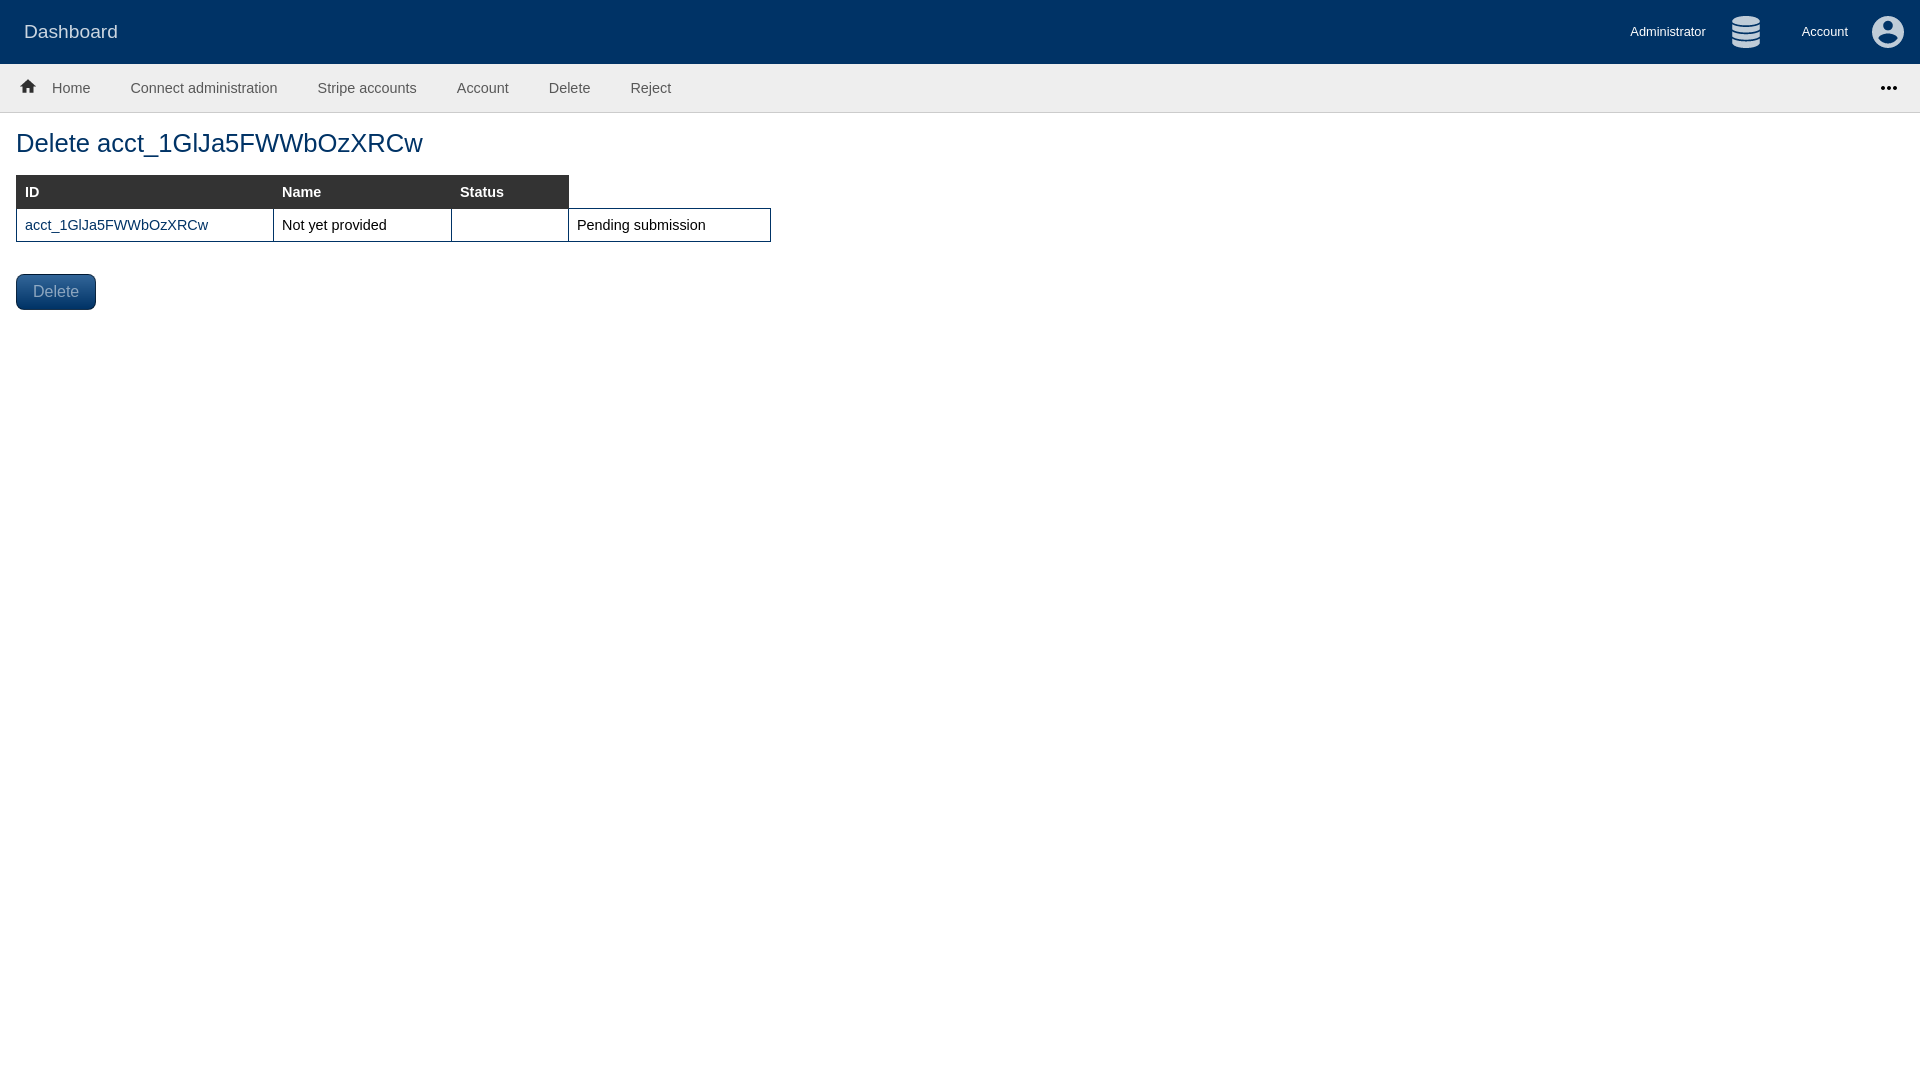 Dashboard
Administrator
Account
Home
Connect administration
Stripe accounts
Account
Delete
Reject
Delete acct_1GlJa5FWWbOzXRCw
ID Name Status
acct_1GlJa5FWWbOzXRCw Not yet provided Pending submission
Delete